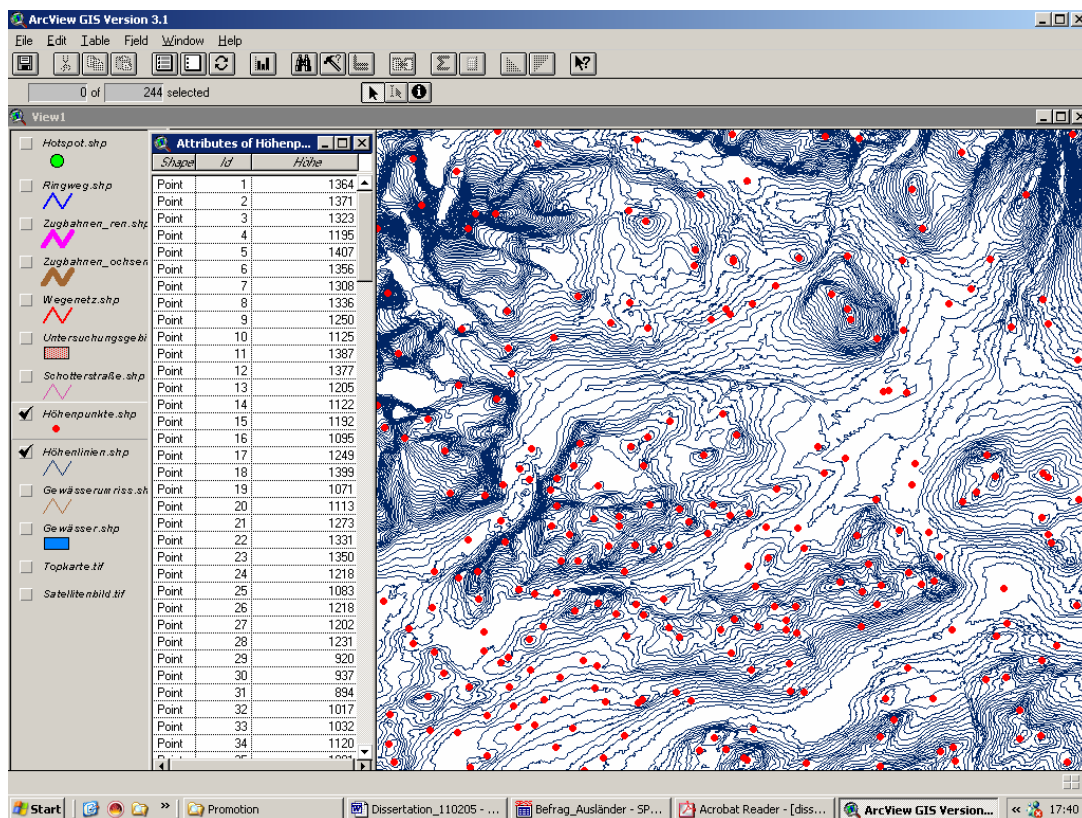 ArcView GIS Version 3.1
File Edit Table Field Window Help
0 of 244 selected
View1
Hotspot.shp
Ringweg.shp
Zugbahnen_ren.shp
Zugbahnen_ochsen
Wegenetz.shp
Untersuchungsgebi
Schotterstraße.shp
Höhenpunkte.shp
Höhenlinien.shp
Gewässerumriss.sh
Gewässer.shp
Topkarte.tif
Satellitenbild.tif
Attributes of Höhenp...
Shape Id Höhe
Point 1 1364
Point 2 1371
Point 3 1323
Point 4 1195
Point 5 1407
Point 6 1356
Point 7 1308
Point 8 1336
Point 9 1250
Point 10 1125
Point 11 1387
Point 12 1377
Point 13 1205
Point 14 1122
Point 15 1192
Point 16 1095
Point 17 1249
Point 18 1399
Point 19 1071
Point 20 1113
Point 21 1273
Point 22 1331
Point 23 1350
Point 24 1218
Point 25 1083
Point 26 1218
Point 27 1202
Point 28 1231
Point 29 920
Point 30 937
Point 31 894
Point 32 1017
Point 33 1032
Point 34 1120
Start » Promotion Dissertation_110205 - ... Befrag_Ausländer - SP... Acrobat Reader - [diss... ArcView GIS Version... « 17:40